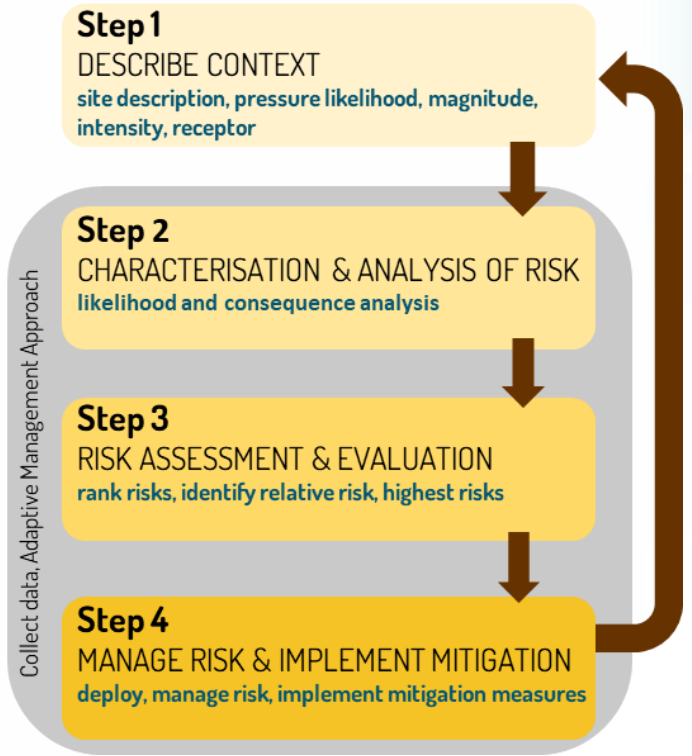 Step 1
DESCRIBE CONTEXT
site description, pressure likelihood, magnitude,
intensity, receptor
Step 2
CHARACTERISATION & ANALYSIS OF RISK
likelihood and consequence analysis
Step 3
RISK ASSESSMENT & EVALUATION
rank risks, identify relative risk, highest risks
Step 4
MANAGE RISK & IMPLEMENT MITIGATION
deploy, manage risk, implement mitigation measures
Collect data, Adaptive Management Approach